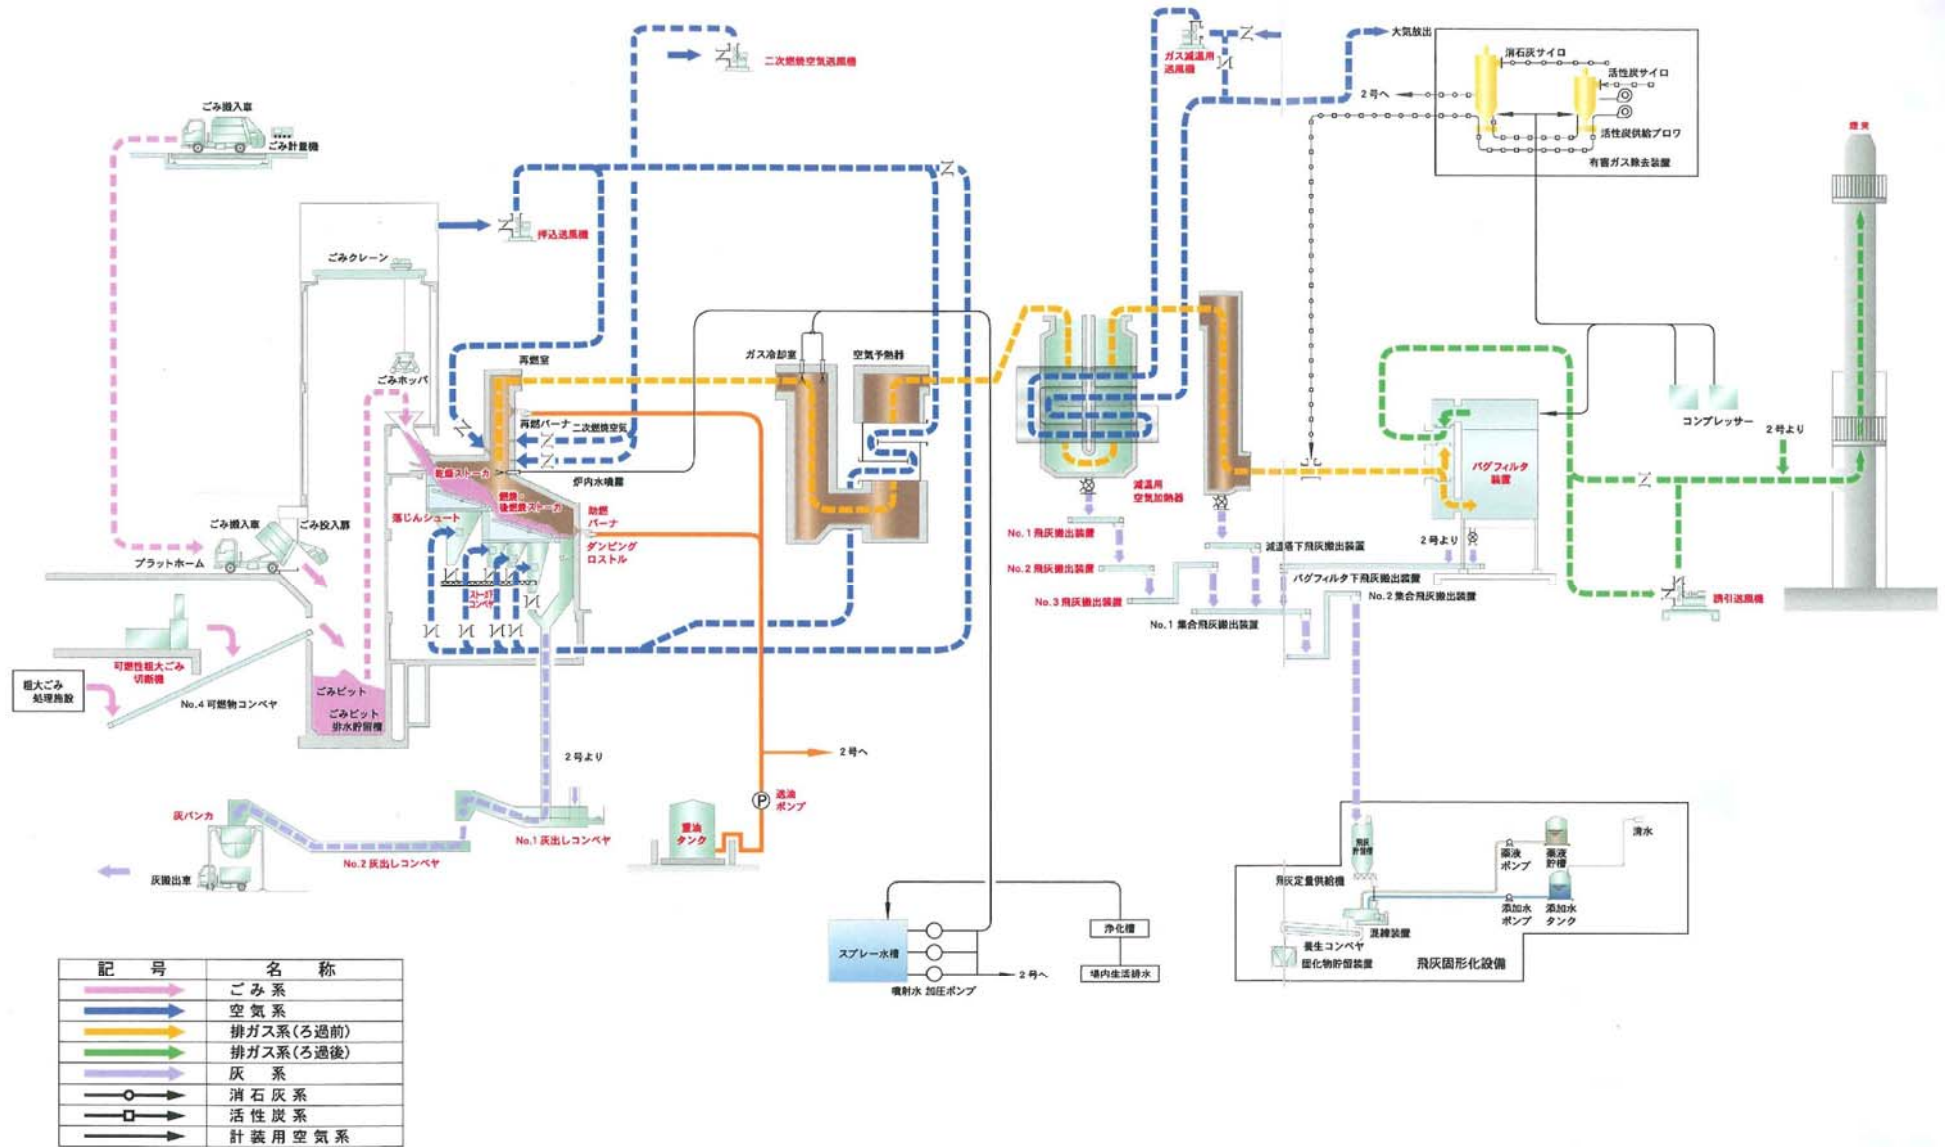 二次燃焼空気送風機
ガス減温用
送風機
大気放出
消石灰サイロ
活性炭サイロ
2号へ
活性炭供給ブロワ
有害ガス除去装置
煙突
ごみ搬入車
ごみ計量機
押込送風機
ごみクレーン
ごみホッパ
再燃室
ガス冷却室
空気予熱器
再燃バーナ
二次燃焼空気
乾燥ストーカ
炉内水噴霧
燃焼・
後燃焼ストーカ
助燃
バーナ
落じんシュート
ダンピング
ロストル
ストーカ下
コンベヤ
減温用
空気加熱器
バグフィルタ
装置
コンプレッサー
2号より
ごみ搬入車
ごみ投入扉
プラットホーム
No.1 飛灰搬出装置
No.2 飛灰搬出装置
No.3 飛灰搬出装置
減温塔下飛灰搬出装置
2号より
バグフィルタ下飛灰搬出装置
No.2 集合飛灰搬出装置
No.1 集合飛灰搬出装置
誘引送風機
可燃性粗大ごみ
切断機
粗大ごみ
処理施設
No.4 可燃物コンベヤ
ごみピット
ごみピット
排水貯留槽
2号より
2号へ
送油
ポンプ
P
重油
タンク
灰バンカ
No.1 灰出しコンベヤ
No.2 灰出しコンベヤ
灰搬出車
飛灰
貯留槽
飛灰定量供給機
薬液
ポンプ
薬液
貯槽
清水
添加水
ポンプ
添加水
タンク
混練装置
養生コンベヤ
固化物貯留装置
飛灰固形化設備
スプレー水槽
噴射水 加圧ポンプ
2号へ
浄化槽
場内生活排水
記 号 名 称
ごみ系
空気系
排ガス系(ろ過前)
排ガス系(ろ過後)
灰 系
消石灰系
活性炭系
計装用空気系